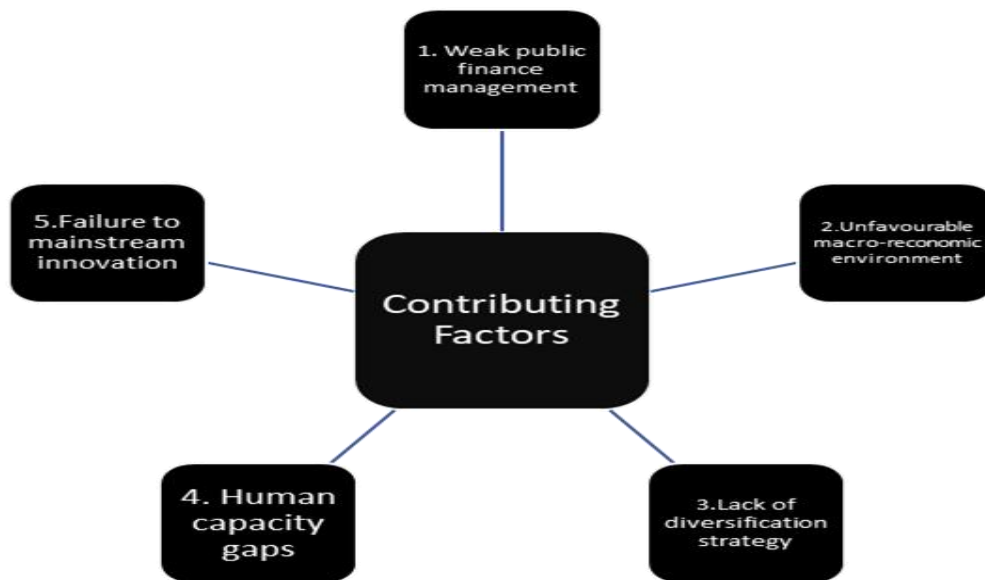 1. Weak public
finance
management
5.Failure to
mainstream
innovation
2.Unfavourable
macro-reconomic
environment
Contributing
Factors
4. Human
capacity
gaps
3.Lack of
diversification
strategy